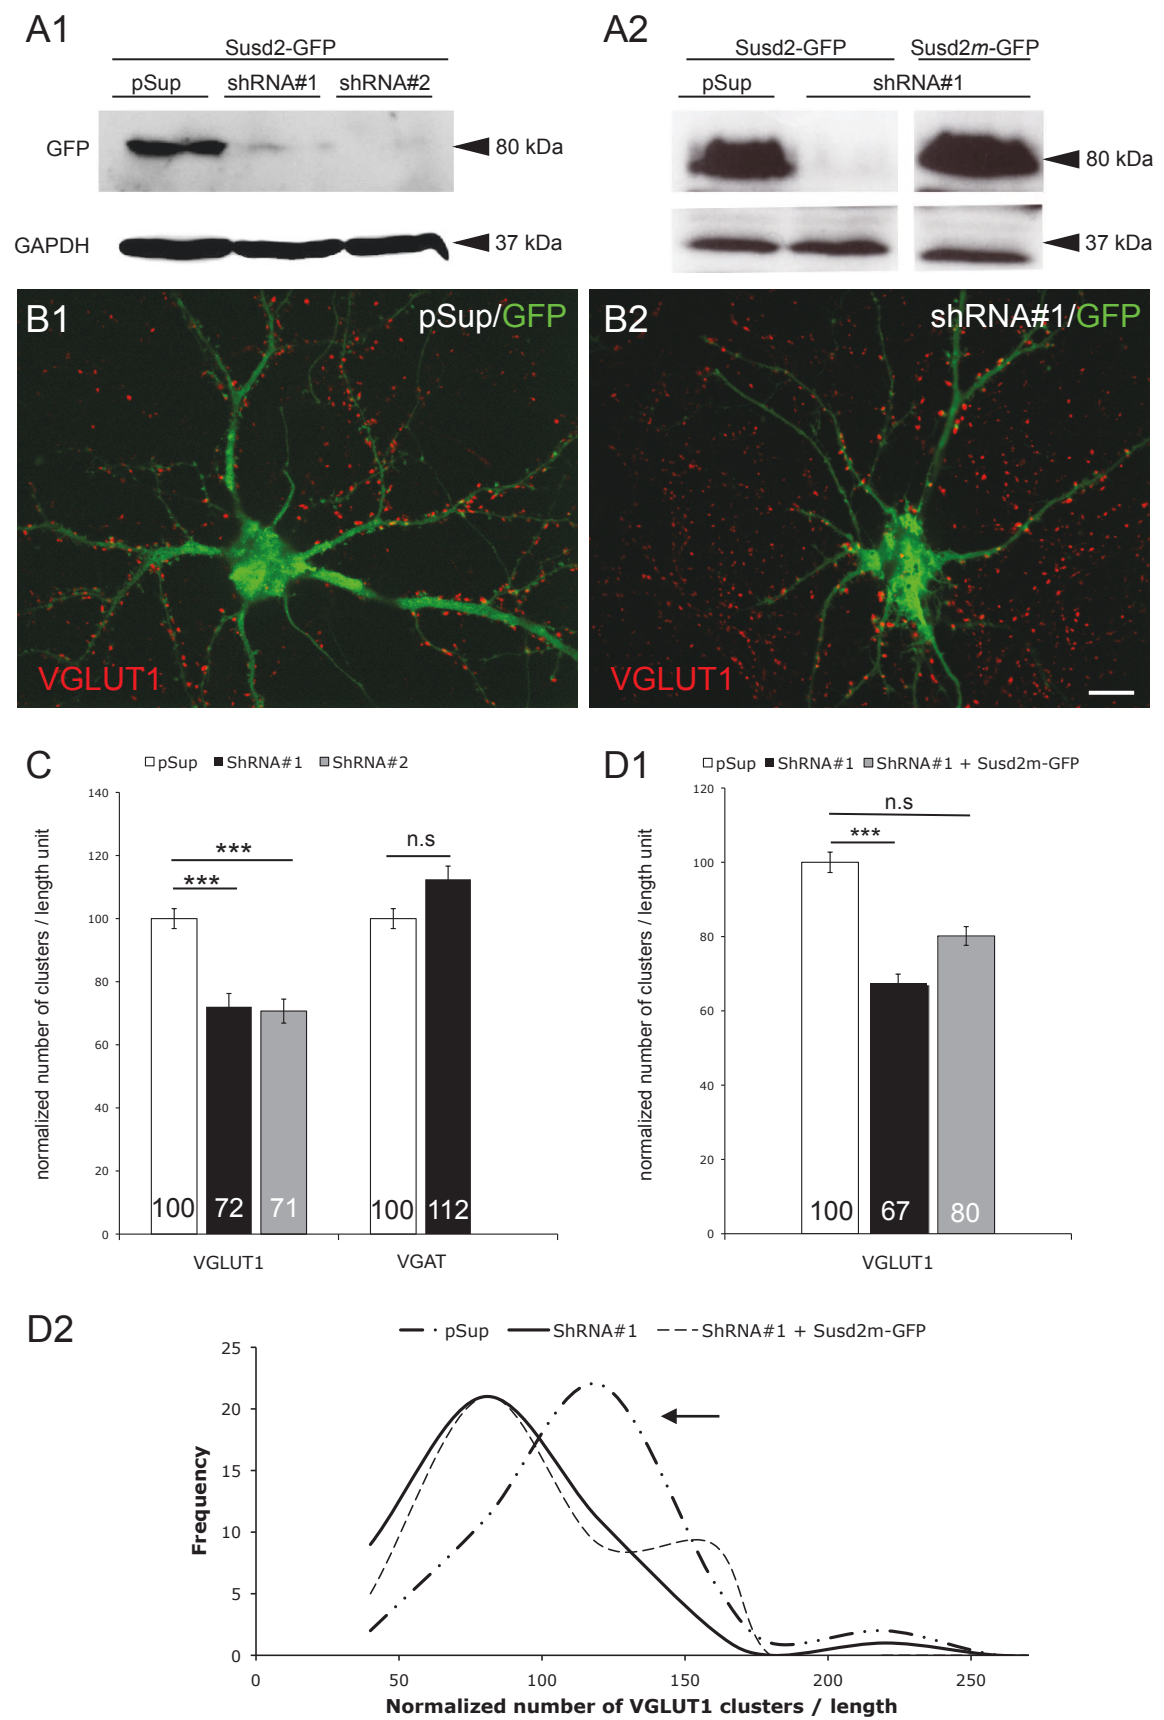 A1
Susd2-GFP
pSup shRNA#1 shRNA#2
GFP
80 kDa
GAPDH
37 kDa
A2
Susd2-GFP Susd2m-GFP
pSup shRNA#1
80 kDa
37 kDa
B1
pSup/GFP
VGLUT1
B2
shRNA#1/GFP
VGLUT1
C
pSup ShRNA#1 ShRNA#2
normalized number of clusters / length unit
140
120
100
80
60
40
20
0
***
***
n.s
100 72 71 100 112
VGLUT1 VGAT
D1
pSup ShRNA#1 ShRNA#1 + Susd2m-GFP
normalized number of clusters / length unit
120
100
80
60
40
20
0
n.s
***
100 67 80
VGLUT1
D2
pSup ShRNA#1 ShRNA#1 + Susd2m-GFP
Frequency
25
20
15
10
5
0
0 50 100 150 200 250
Normalized number of VGLUT1 clusters / length